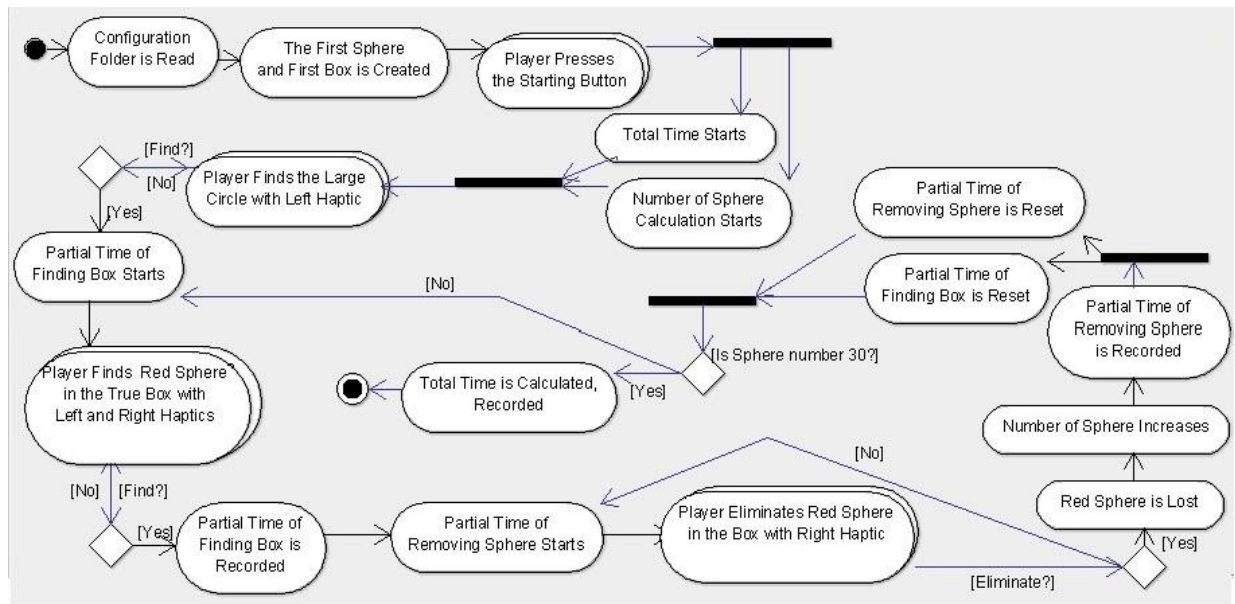 Configuration
Folder is Read
The First Sphere
and First Box is Created
Player Presses
the Starting Button
Total Time Starts
Number of Sphere
Calculation Starts
Player Finds the Large
Circle with Left Haptic
[Find?]
[No]
[Yes]
Partial Time of
Finding Box Starts
Player Finds Red Sphere
in the True Box with
Left and Right Haptics
[No]
[Find?]
[Yes]
Partial Time of
Finding Box is
Recorded
Partial Time of
Removing Sphere Starts
Player Eliminates Red Sphere
in the Box with Right Haptic
[No]
[Eliminate?]
[Yes]
Red Sphere is Lost
Number of Sphere Increases
Partial Time of
Removing Sphere
is Recorded
Partial Time of
Removing Sphere is Reset
Partial Time of
Finding Box is Reset
[Is Sphere number 30?]
[No]
[Yes]
Total Time is Calculated,
Recorded